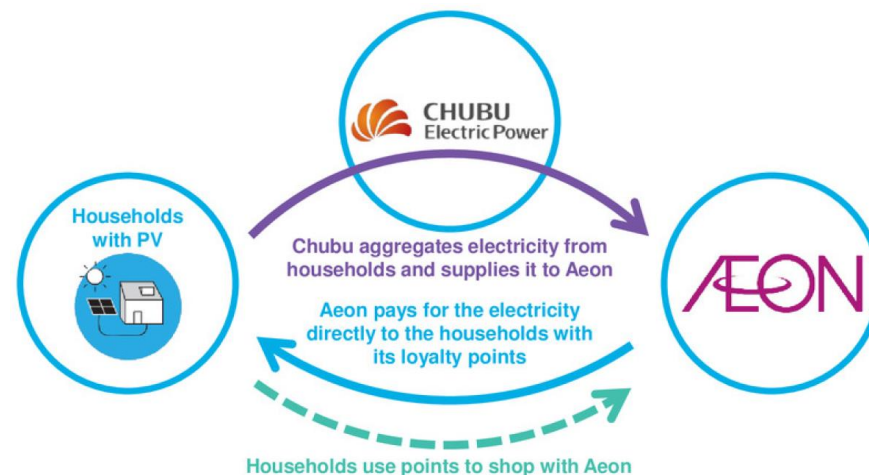 CHUBU
Electric Power
Households
with PV
Chubu aggregates electricity from
households and supplies it to Aeon
ÆON
Aeon pays for the electricity
directly to the households with
its loyalty points
Households use points to shop with Aeon